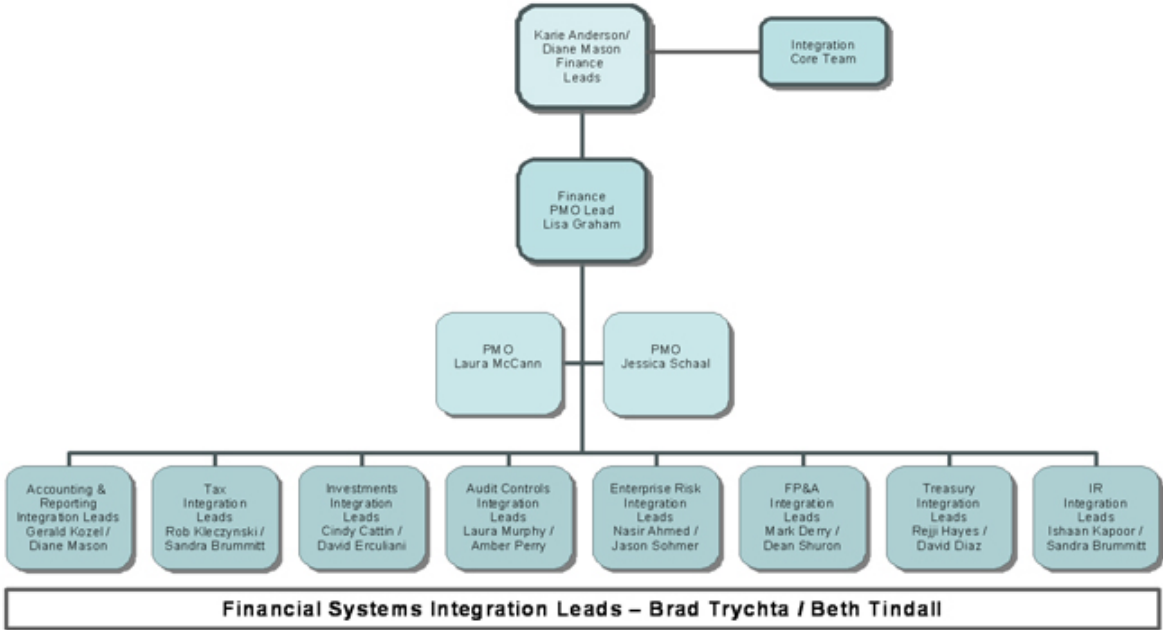 Karie Anderson/
Diane Mason
Finance
Leads
Integration
Core Team
Finance
PMO Lead
Lisa Graham
PMO
Laura McCann
PMO
Jessica Schaal
Accounting &
Reporting
Integration Leads
Gerald Kozel /
Diane Mason
Tax
Integration
Leads
Rob Kleczynski /
Sandra Brummitt
Investments
Integration
Leads
Cindy Cattin /
David Erculiani
Audit Controls
Integration
Leads
Laura Murphy /
Amber Perry
Enterprise Risk
Integration
Leads
Nasir Ahmed /
Jason Sohmer
FP&A
Integration
Leads
Mark Derry /
Dean Shuron
Treasury
Integration
Leads
Rejji Hayes /
David Diaz
IR
Integration
Leads
Ishaan Kapoor /
Sandra Brummitt
Financial Systems Integration Leads – Brad Trychta / Beth Tindall